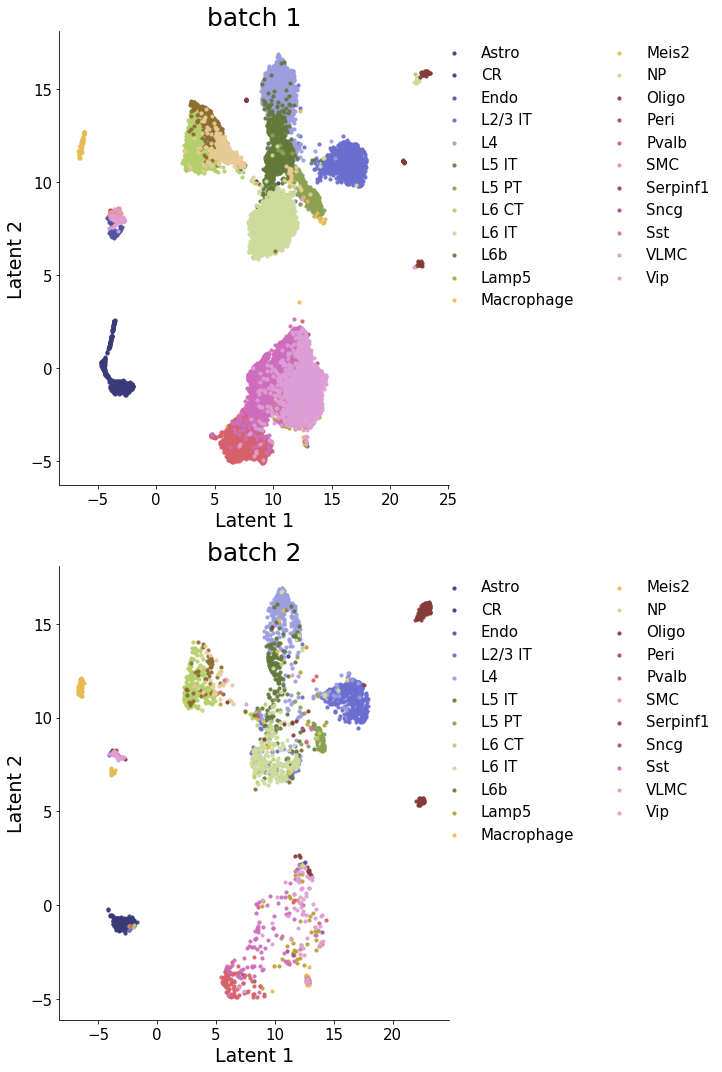 batch 1
Astro
CR
Endo
L2/3 IT
L4
L5 IT
L5 PT
L6 CT
L6 IT
L6b
Lamp5
Macrophage
Meis2
NP
Oligo
Peri
Pvalb
SMC
Serpinf1
Sncg
Sst
VLMC
Vip
Latent 2
15
10
5
0
−5
−5 0 5 10 15 20 25
Latent 1
batch 2
Astro
CR
Endo
L2/3 IT
L4
L5 IT
L5 PT
L6 CT
L6 IT
L6b
Lamp5
Macrophage
Meis2
NP
Oligo
Peri
Pvalb
SMC
Serpinf1
Sncg
Sst
VLMC
Vip
Latent 2
15
10
5
0
−5
−5 0 5 10 15 20
Latent 1